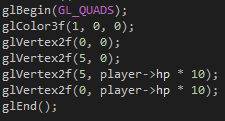 glBegin(GL_QUADS);
glColor3f(1, 0, 0);
glVertex2f(0, 0);
glVertex2f(5, 0);
glVertex2f(5, player->hp * 10);
glVertex2f(0, player->hp * 10);
glEnd();